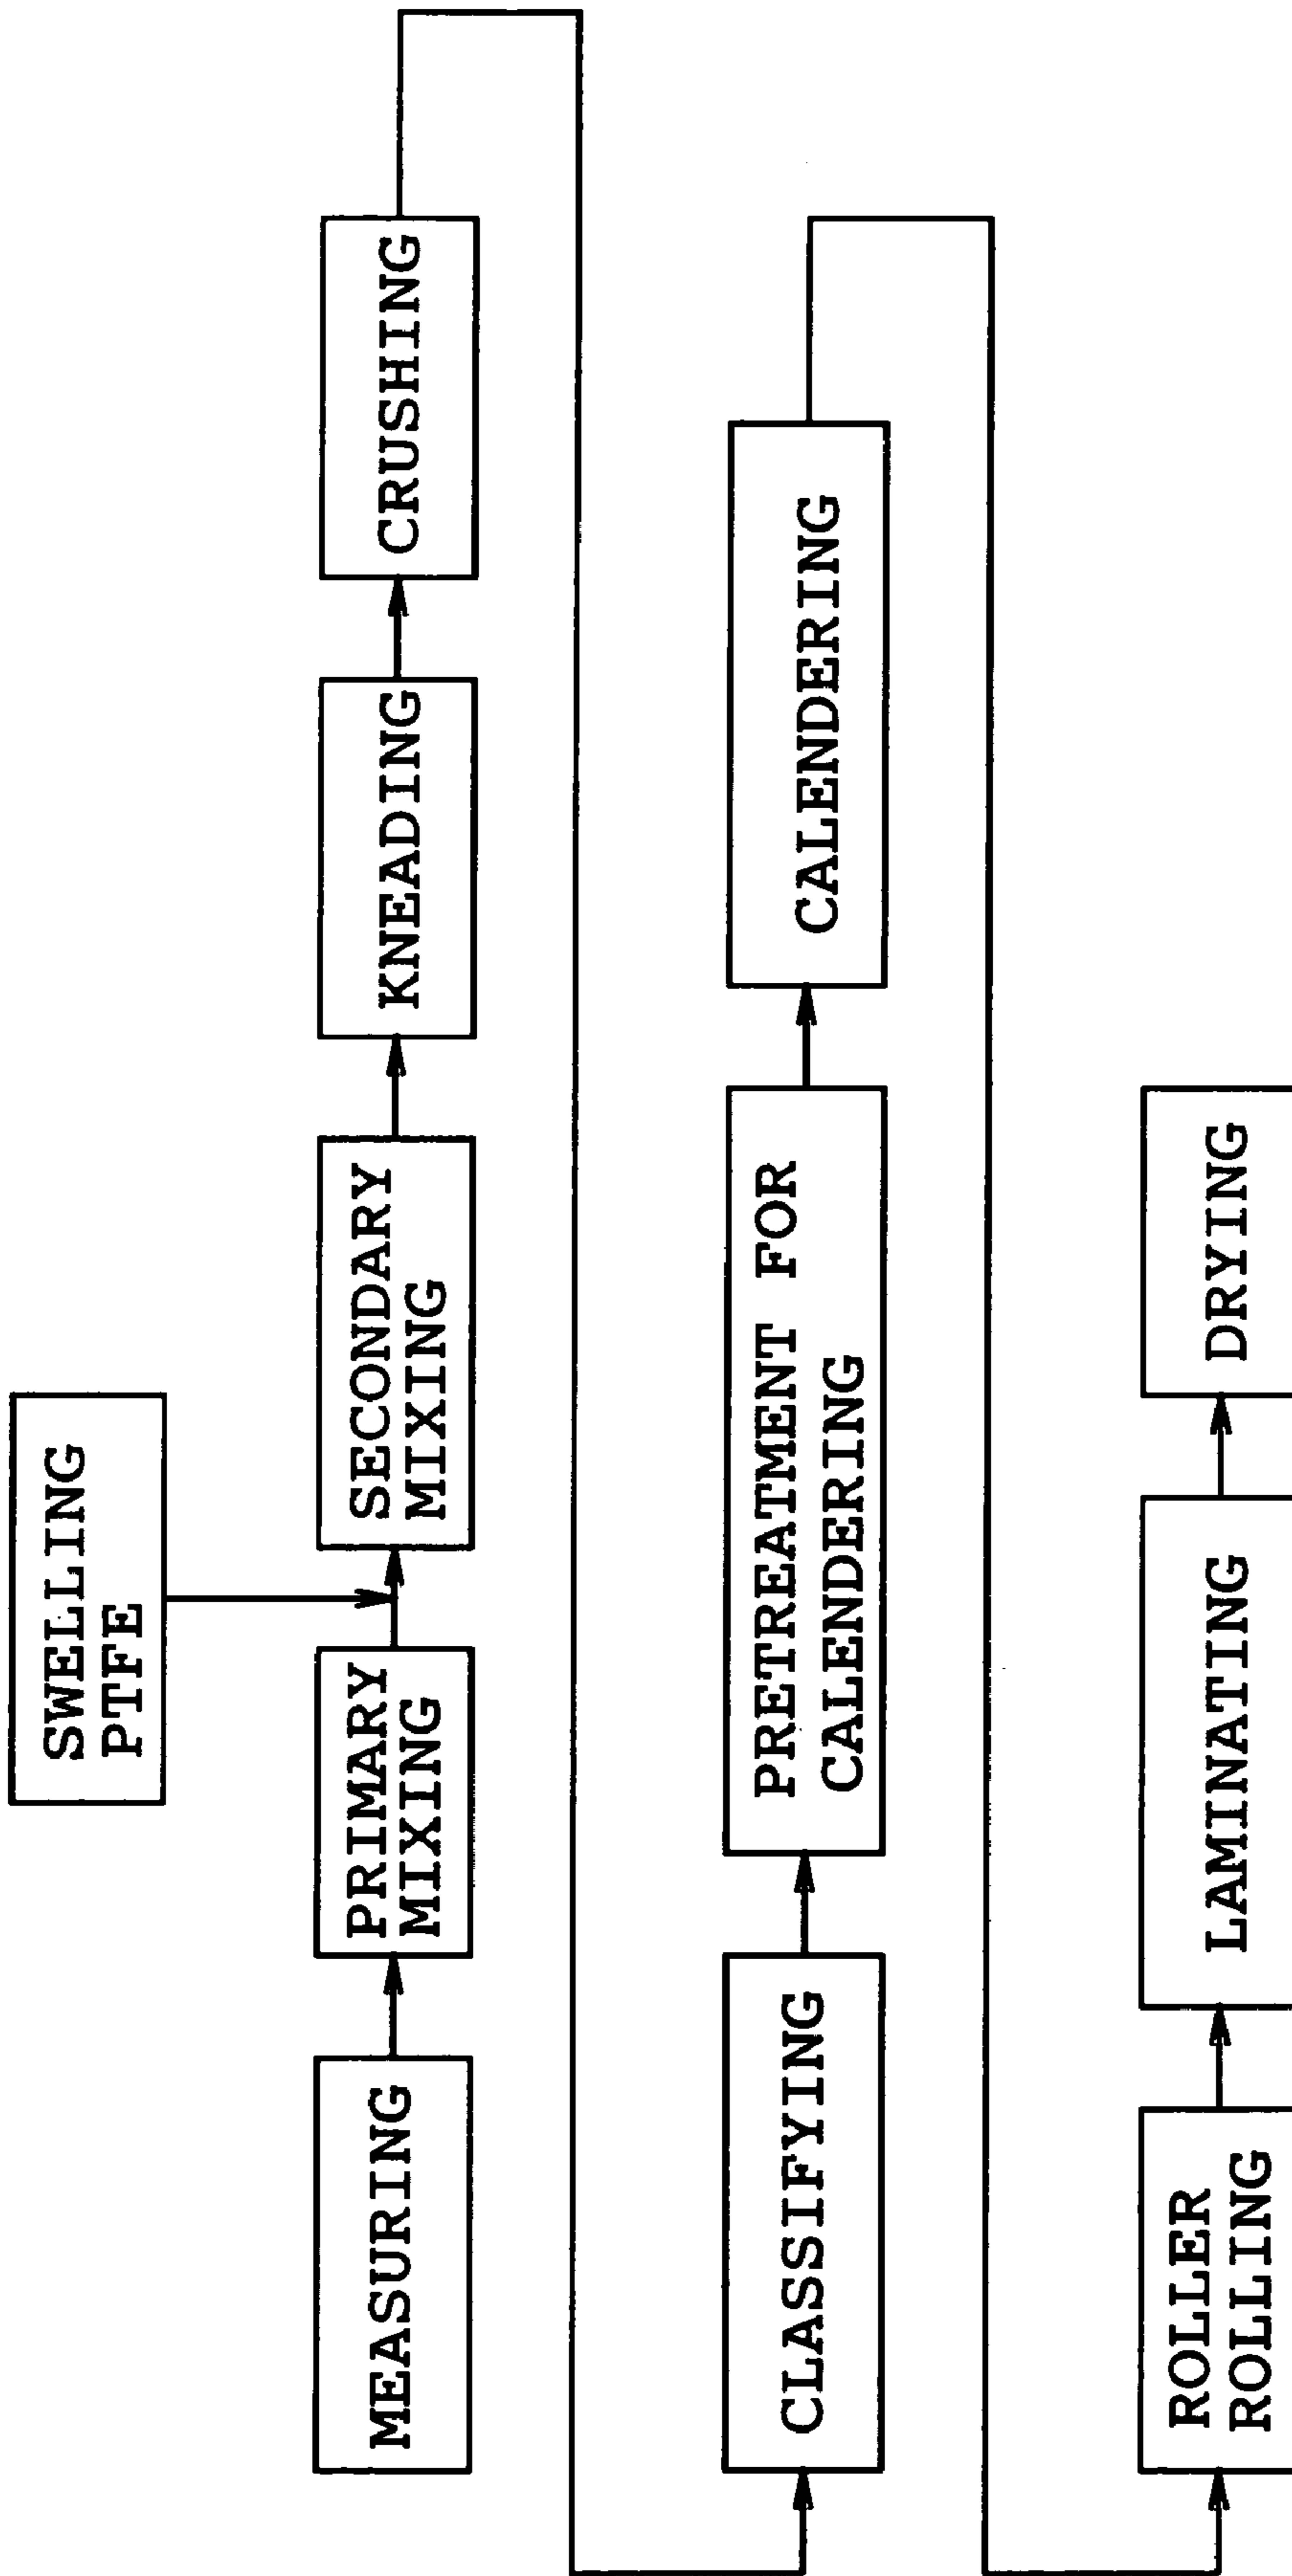 SWELLING
PTFE
MEASURING
PRIMARY
MIXING
SECONDARY
MIXING
KNEADING
CRUSHING
CLASSIFYING
PRETREATMENT FOR
CALENDERING
CALENDERING
ROLLER
ROLLING
LAMINATING
DRYING